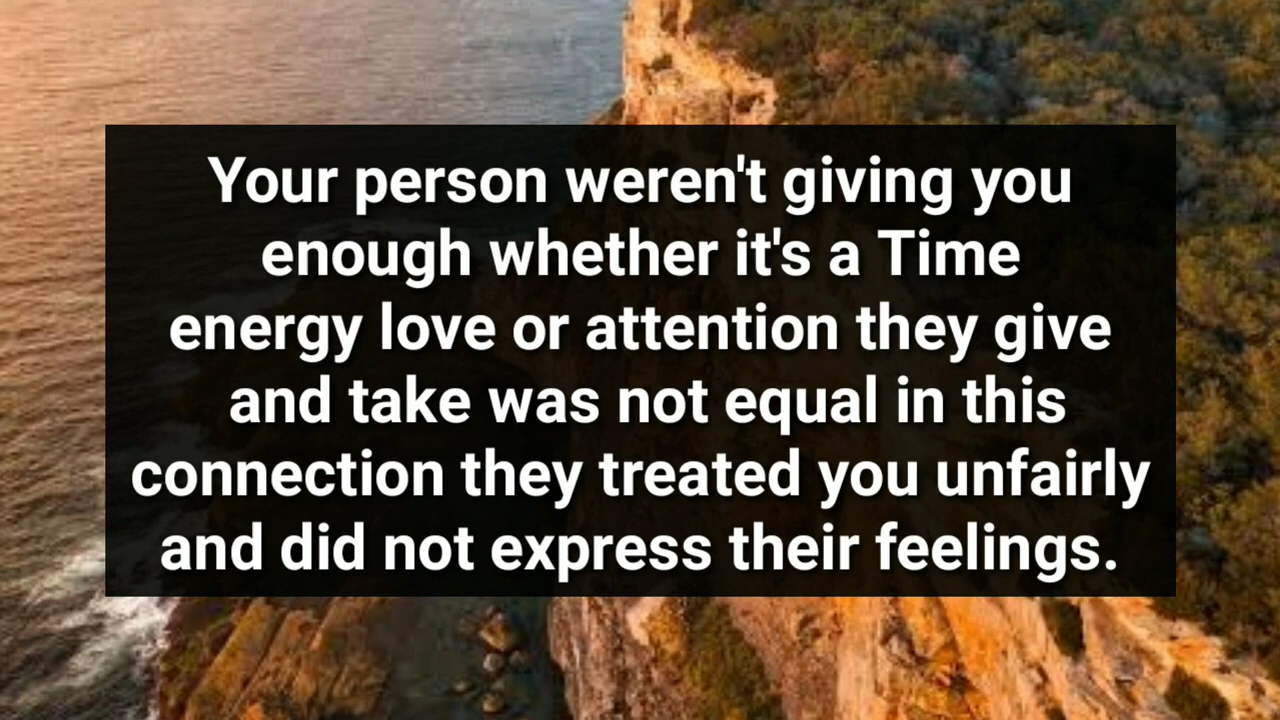 Your person weren't giving you
enough whether it's a Time
energy love or attention they give
and take was not equal in this
connection they treated you unfairly
and did not express their feelings.